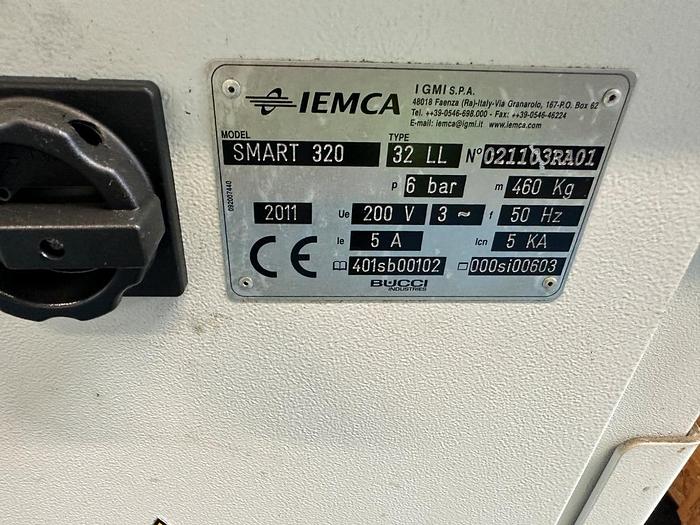 IEMCA
I GMI S.P.A.
48018 Faenza (Ra)-Italy-Via Granarolo, 167-P.O. Box 62
Tel. ++39-0546-698.000 - Fax: ++39-0546-46224
E-mail: iemca@igmi.it www.iemca.com
MODEL TYPE
SMART 320 32 LL N° 021103RA01
P 6 bar m 460 Kg
092007440
2011 Ue 200 V 3 ≈ f 50 Hz
Ie 5 A Icn 5 KA
CE 401sb00102 000si00603
BUCCI
INDUSTRIES